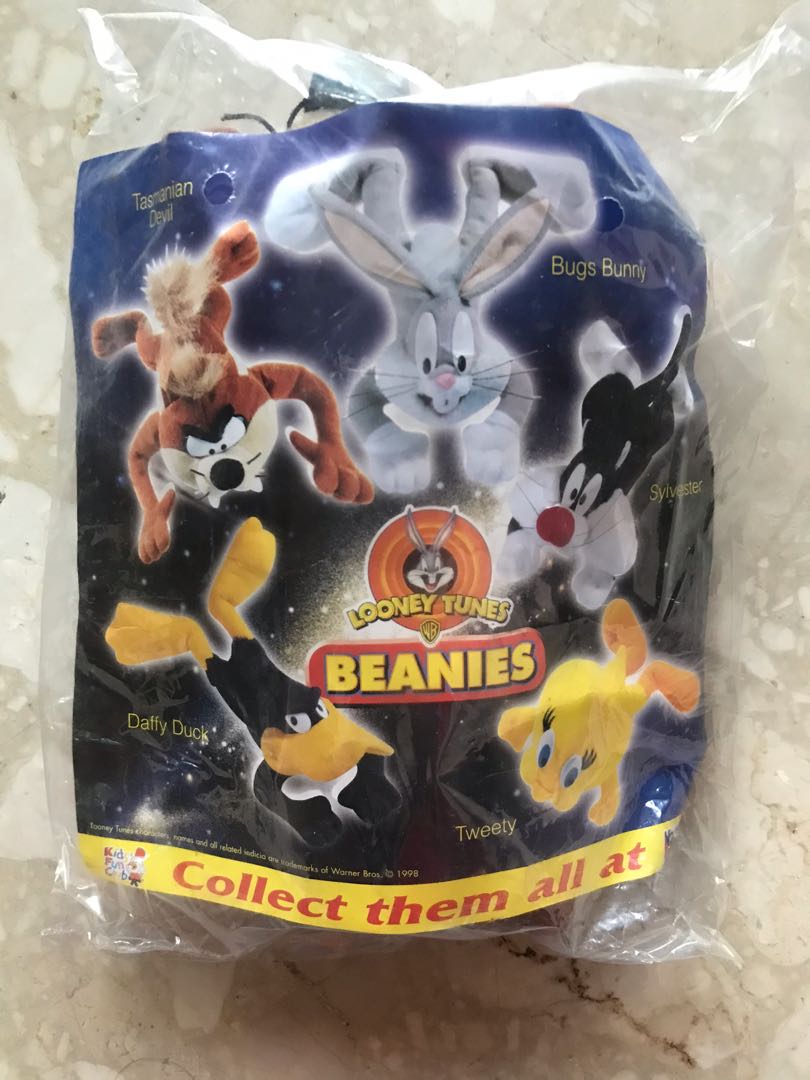 Tasmanian
Devil
Bugs Bunny
Sylvester
LOONEY TUNES
WB
BEANIES
Daffy Duck
Tweety
Looney Tunes characters, names and all related indicia are trademarks of Warner Bros. © 1998
Kids
Fun
Club
Collect them all at